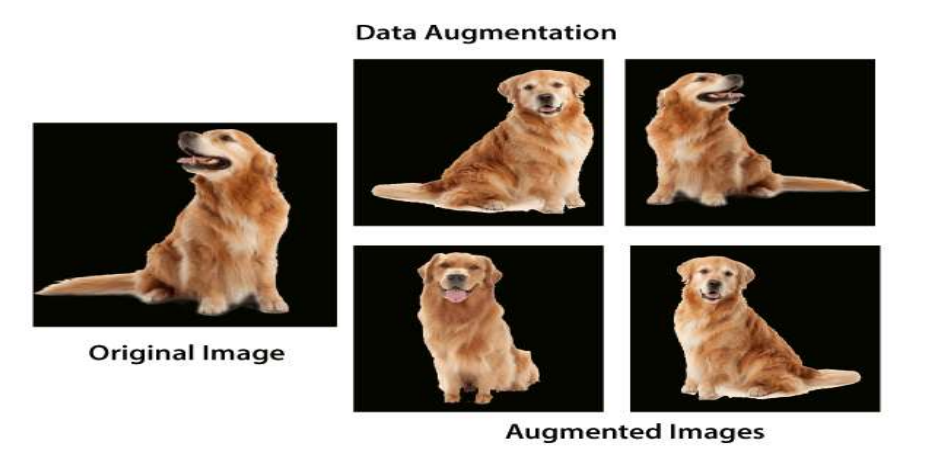 Data Augmentation
Original Image
Augmented Images